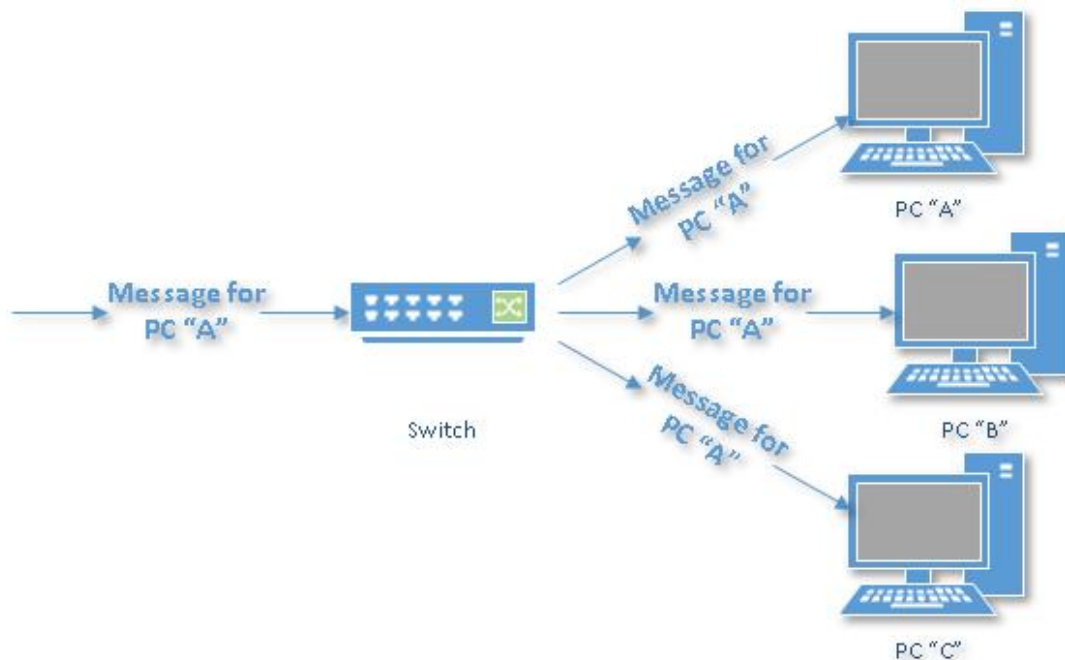 Message for
PC "A"
Switch
Message for
PC "A"
PC "A"
Message for
PC "A"
PC "B"
Message for
PC "A"
PC "C"